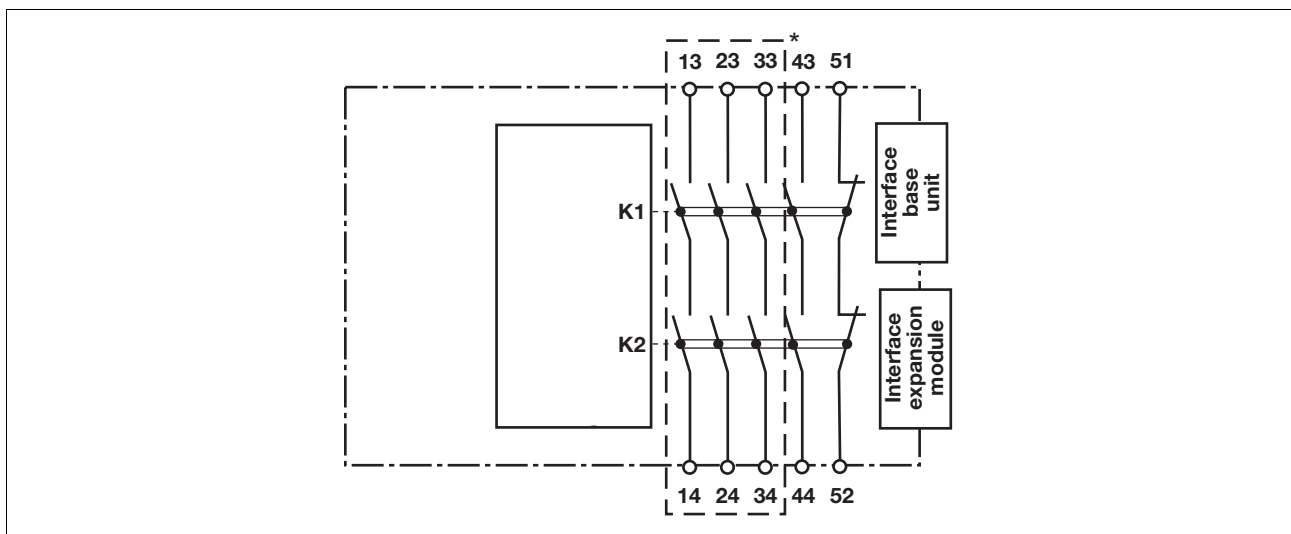 *
13 23 33 43 51
Interface
base
unit
K1
K2
Interface
expansion
module
14 24 34 44 52